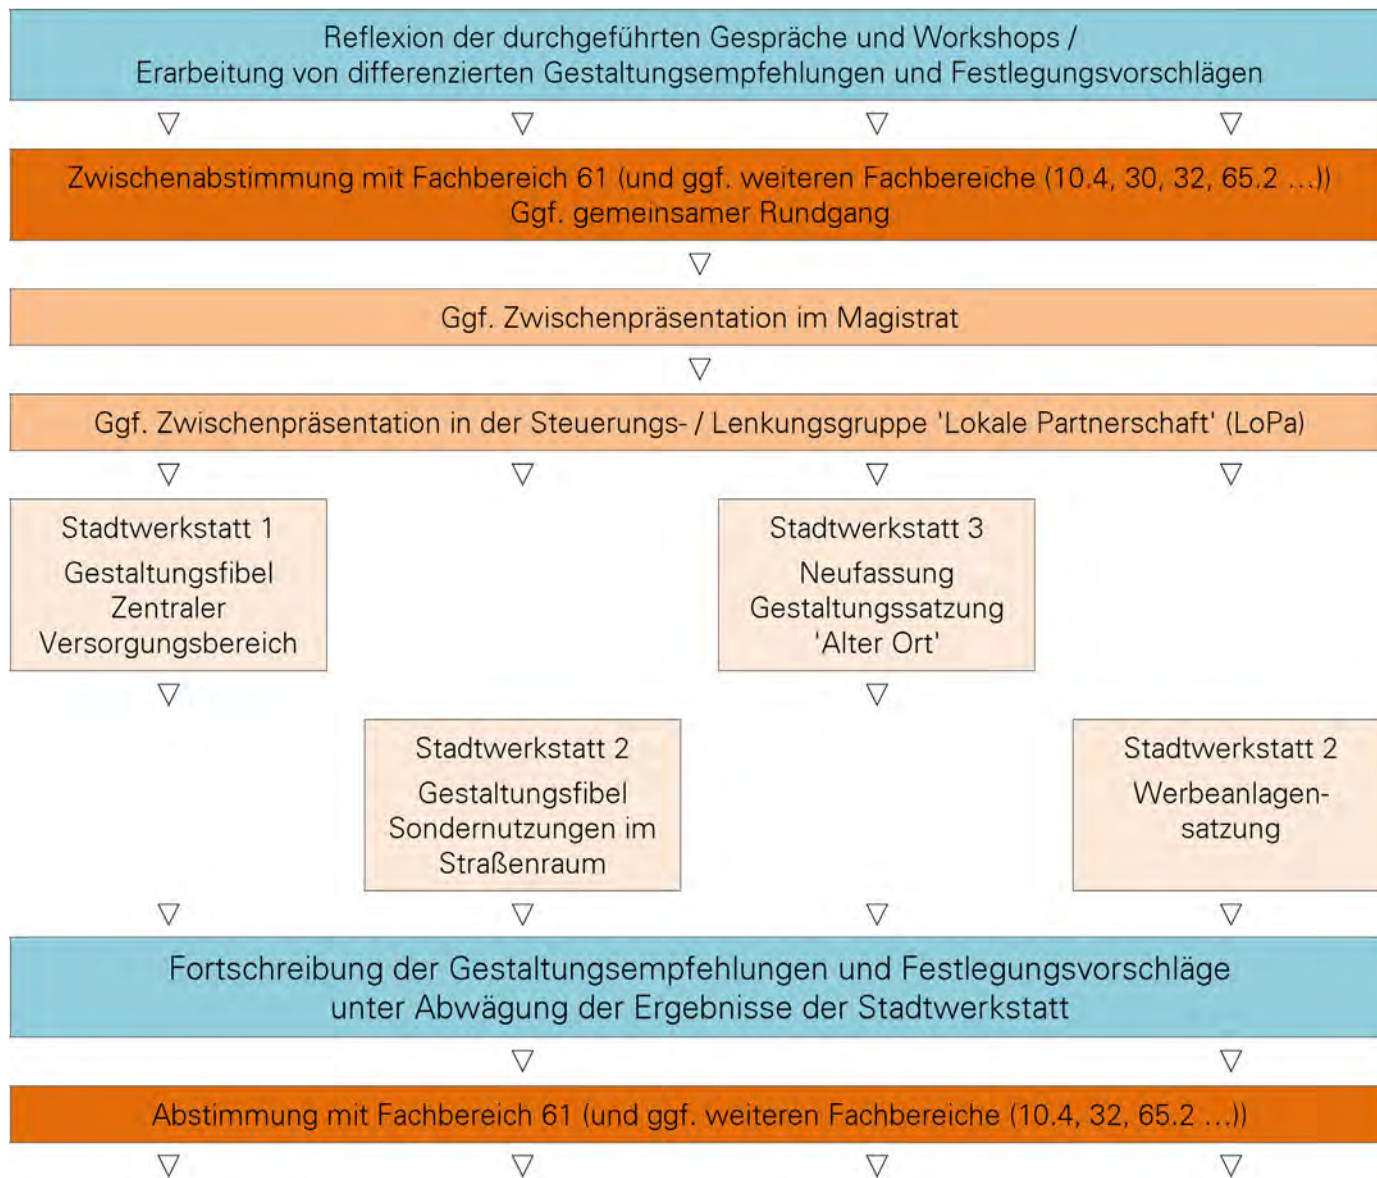 Reflexion der durchgeführten Gespräche und Workshops /
Erarbeitung von differenzierten Gestaltungsempfehlungen und Festlegungsvorschlägen
Zwischenabstimmung mit Fachbereich 61 (und ggf. weiteren Fachbereiche (10.4, 30, 32, 65.2 ...))
Ggf. gemeinsamer Rundgang
Ggf. Zwischenpräsentation im Magistrat
Ggf. Zwischenpräsentation in der Steuerungs- / Lenkungsgruppe 'Lokale Partnerschaft' (LoPa)
Stadtwerkstatt 1
Gestaltungsfibel
Zentraler
Versorgungsbereich
Stadtwerkstatt 3
Neufassung
Gestaltungssatzung
'Alter Ort'
Stadtwerkstatt 2
Gestaltungsfibel
Sondernutzungen im
Straßenraum
Stadtwerkstatt 2
Werbeanlagen-
satzung
Fortschreibung der Gestaltungsempfehlungen und Festlegungsvorschläge
unter Abwägung der Ergebnisse der Stadtwerkstatt
Abstimmung mit Fachbereich 61 (und ggf. weiteren Fachbereiche (10.4, 32, 65.2 ...))